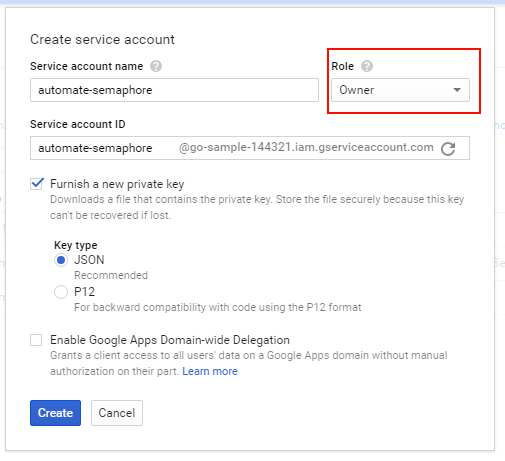 Create service account
Service account name ?
Role ?
automate-semaphore
Owner
Service account ID
automate-semaphore @go-sample-144321.iam.gserviceaccount.com
Furnish a new private key
Downloads a file that contains the private key. Store the file securely because this key
can't be recovered if lost.
Key type
JSON
Recommended
P12
For backward compatibility with code using the P12 format
Enable Google Apps Domain-wide Delegation
Grants a client access to all users' data on a Google Apps domain without manual
authorization on their part. Learn more
Create
Cancel